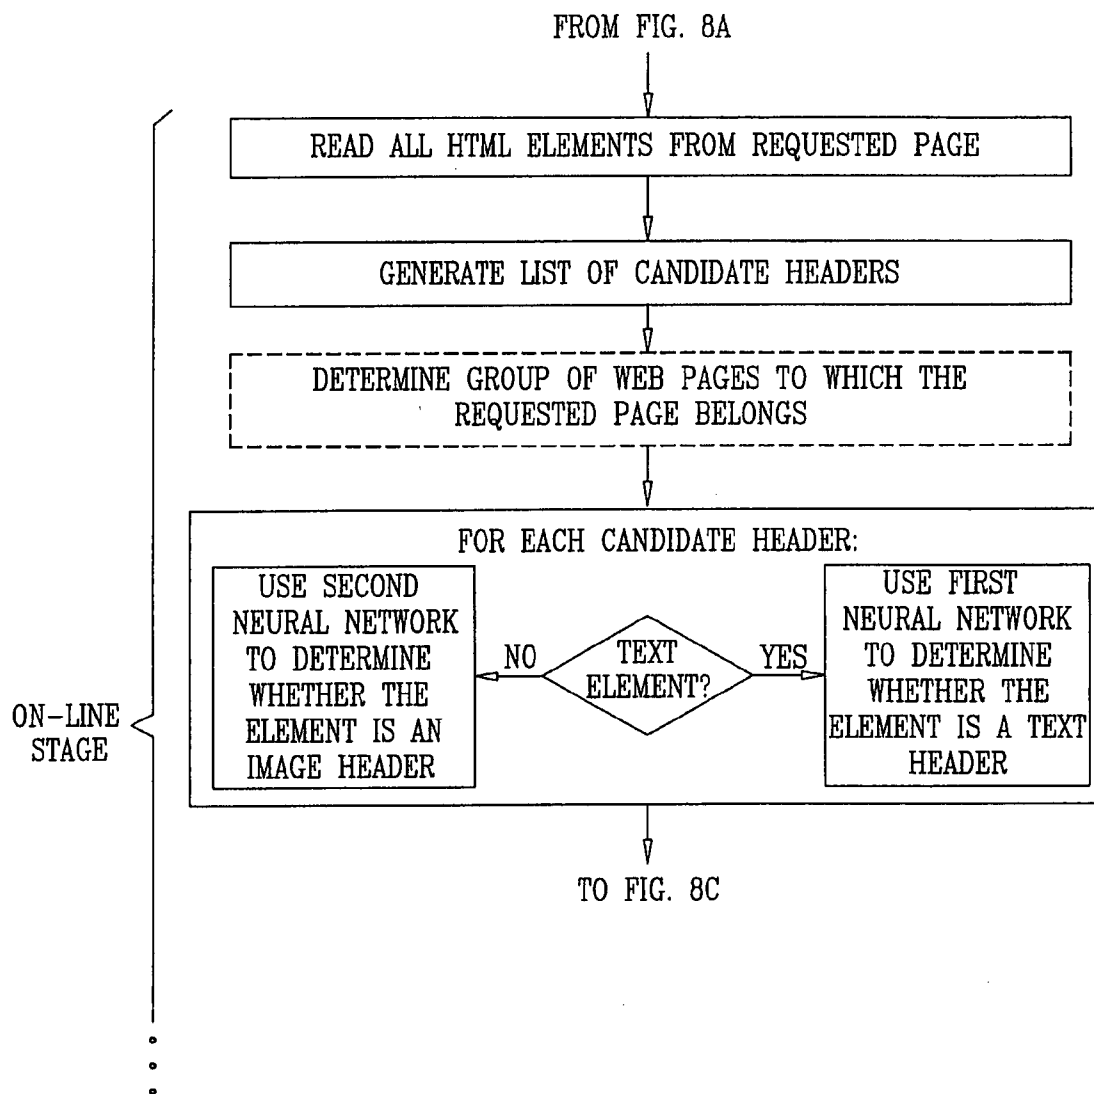 FROM FIG. 8A
READ ALL HTML ELEMENTS FROM REQUESTED PAGE
GENERATE LIST OF CANDIDATE HEADERS
DETERMINE GROUP OF WEB PAGES TO WHICH THE
REQUESTED PAGE BELONGS
FOR EACH CANDIDATE HEADER:
USE SECOND
NEURAL NETWORK
TO DETERMINE
WHETHER THE
ELEMENT IS AN
IMAGE HEADER
NO
TEXT
ELEMENT?
YES
USE FIRST
NEURAL NETWORK
TO DETERMINE
WHETHER THE
ELEMENT IS A TEXT
HEADER
ON-LINE
STAGE
TO FIG. 8C